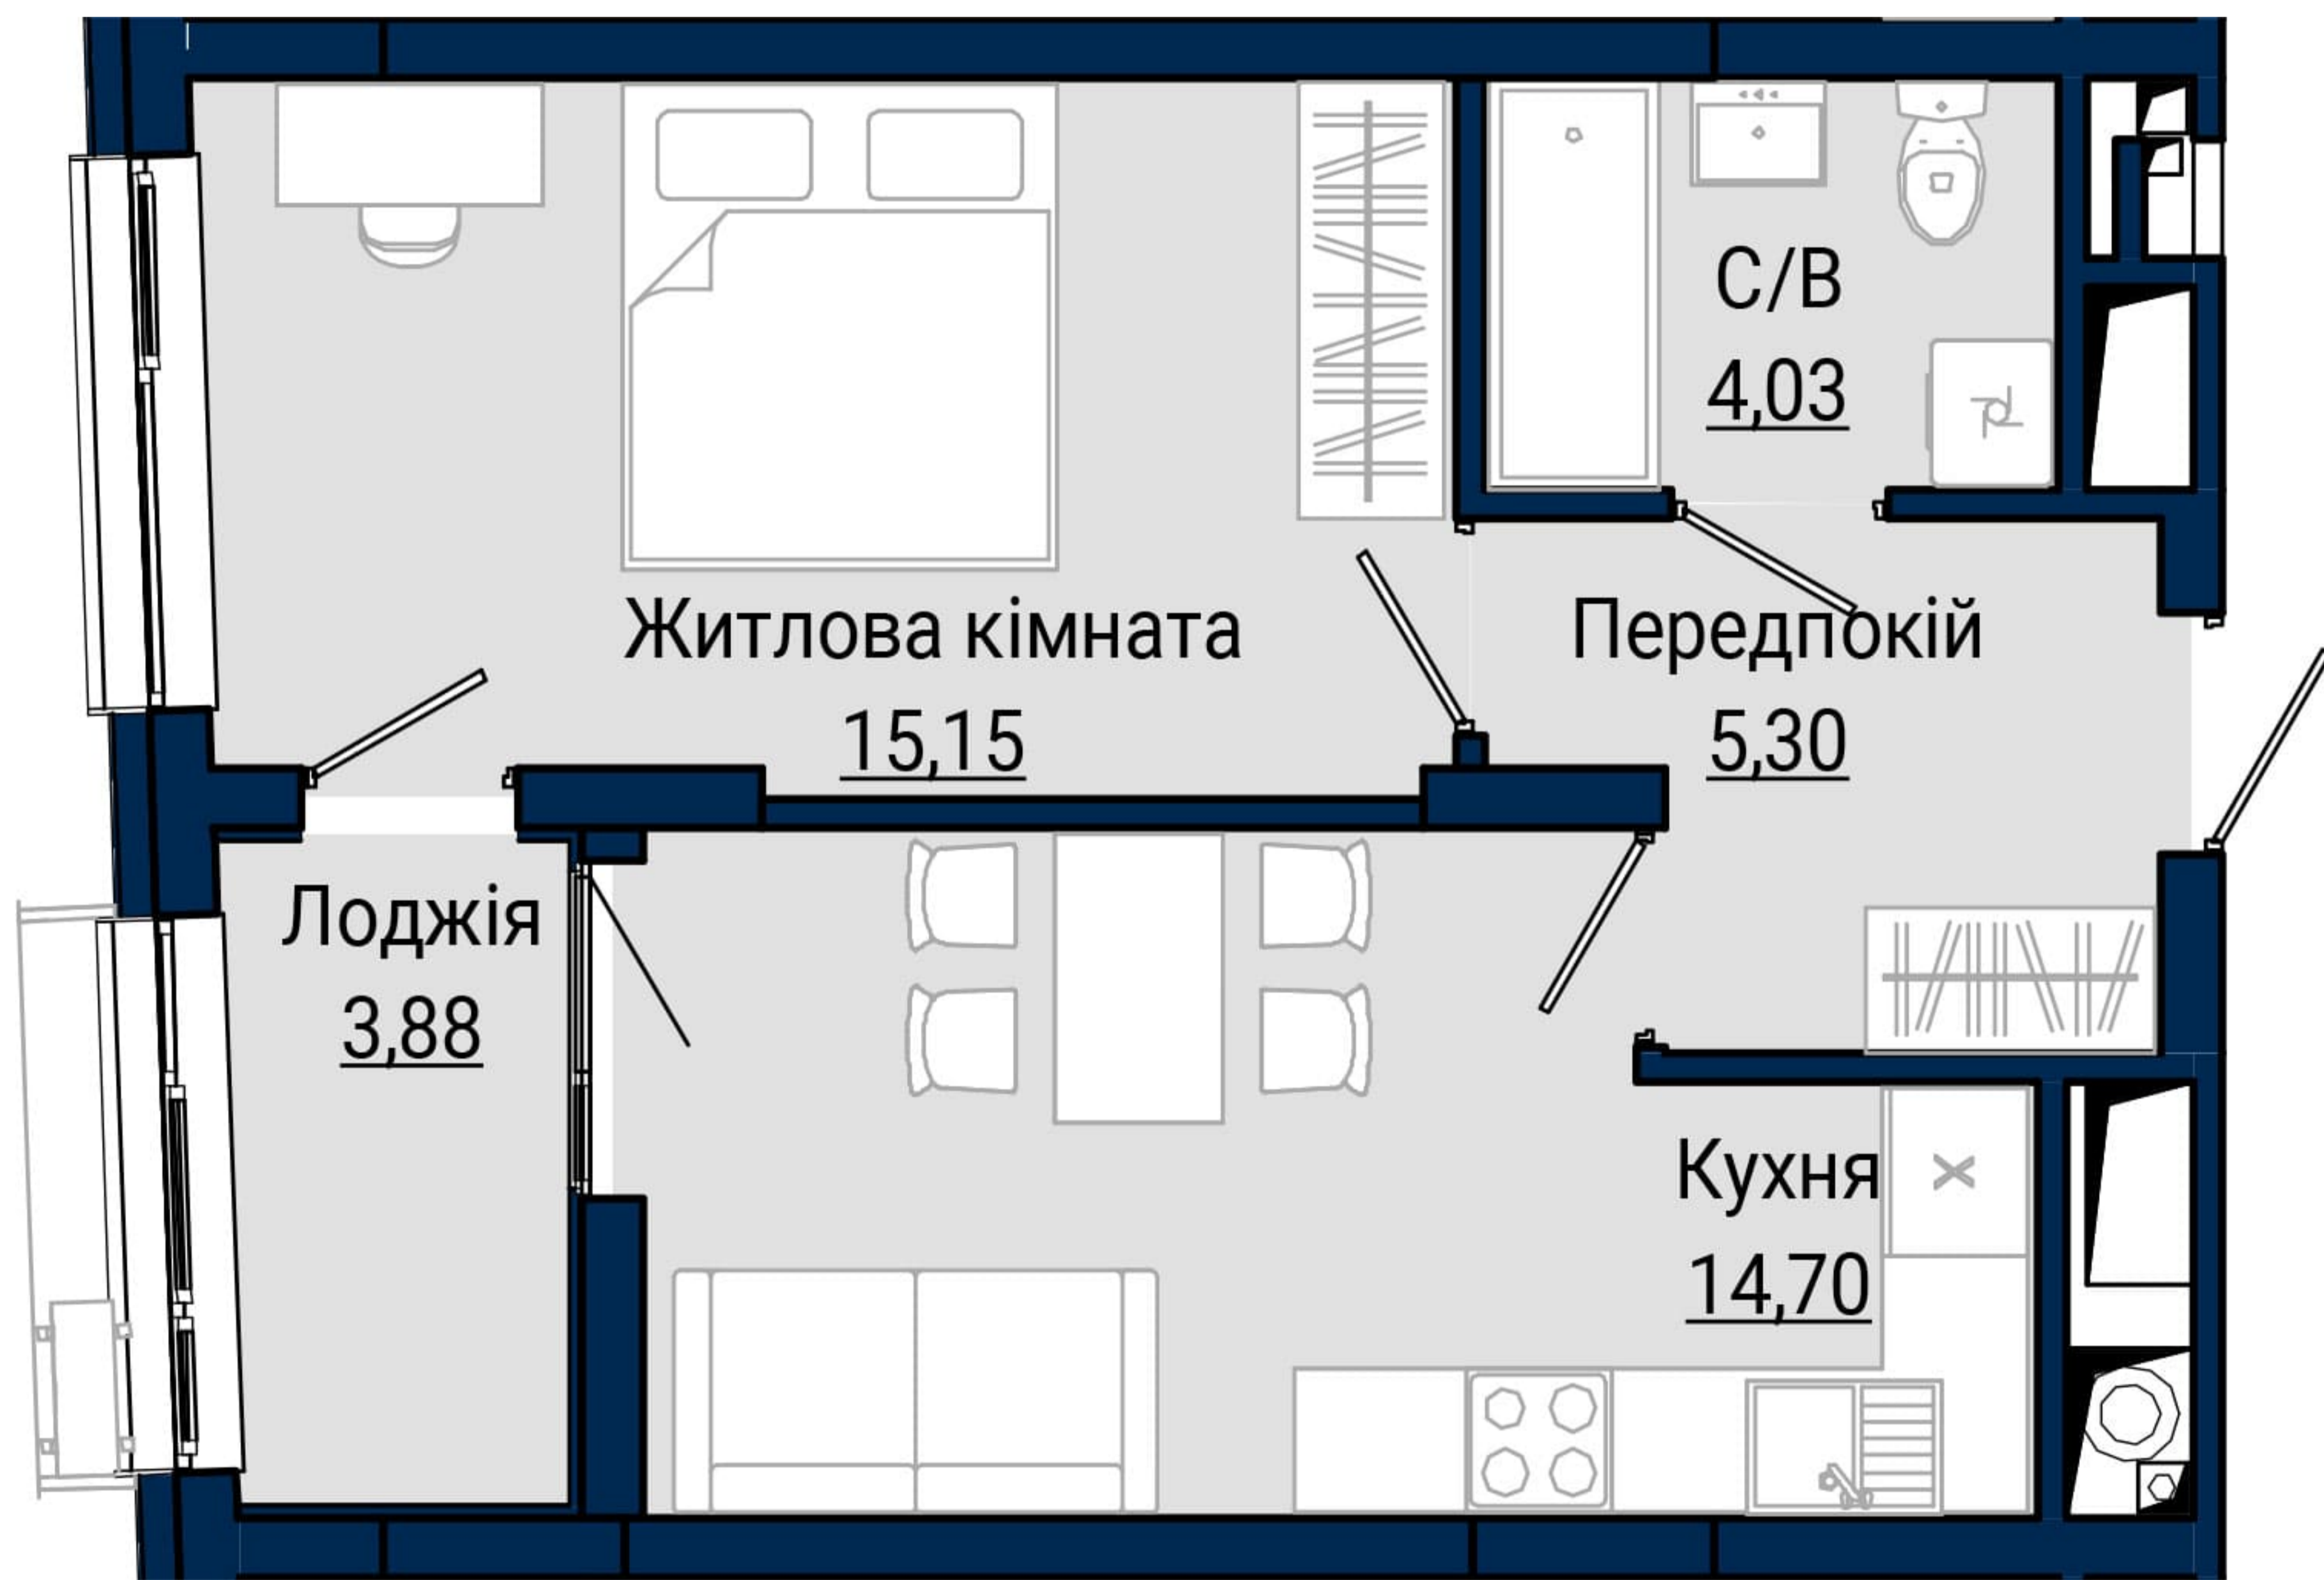 С/В
4,03
Житлова кімната
15,15
Передпокій
5,30
Лоджія
3,88
Кухня
14,70